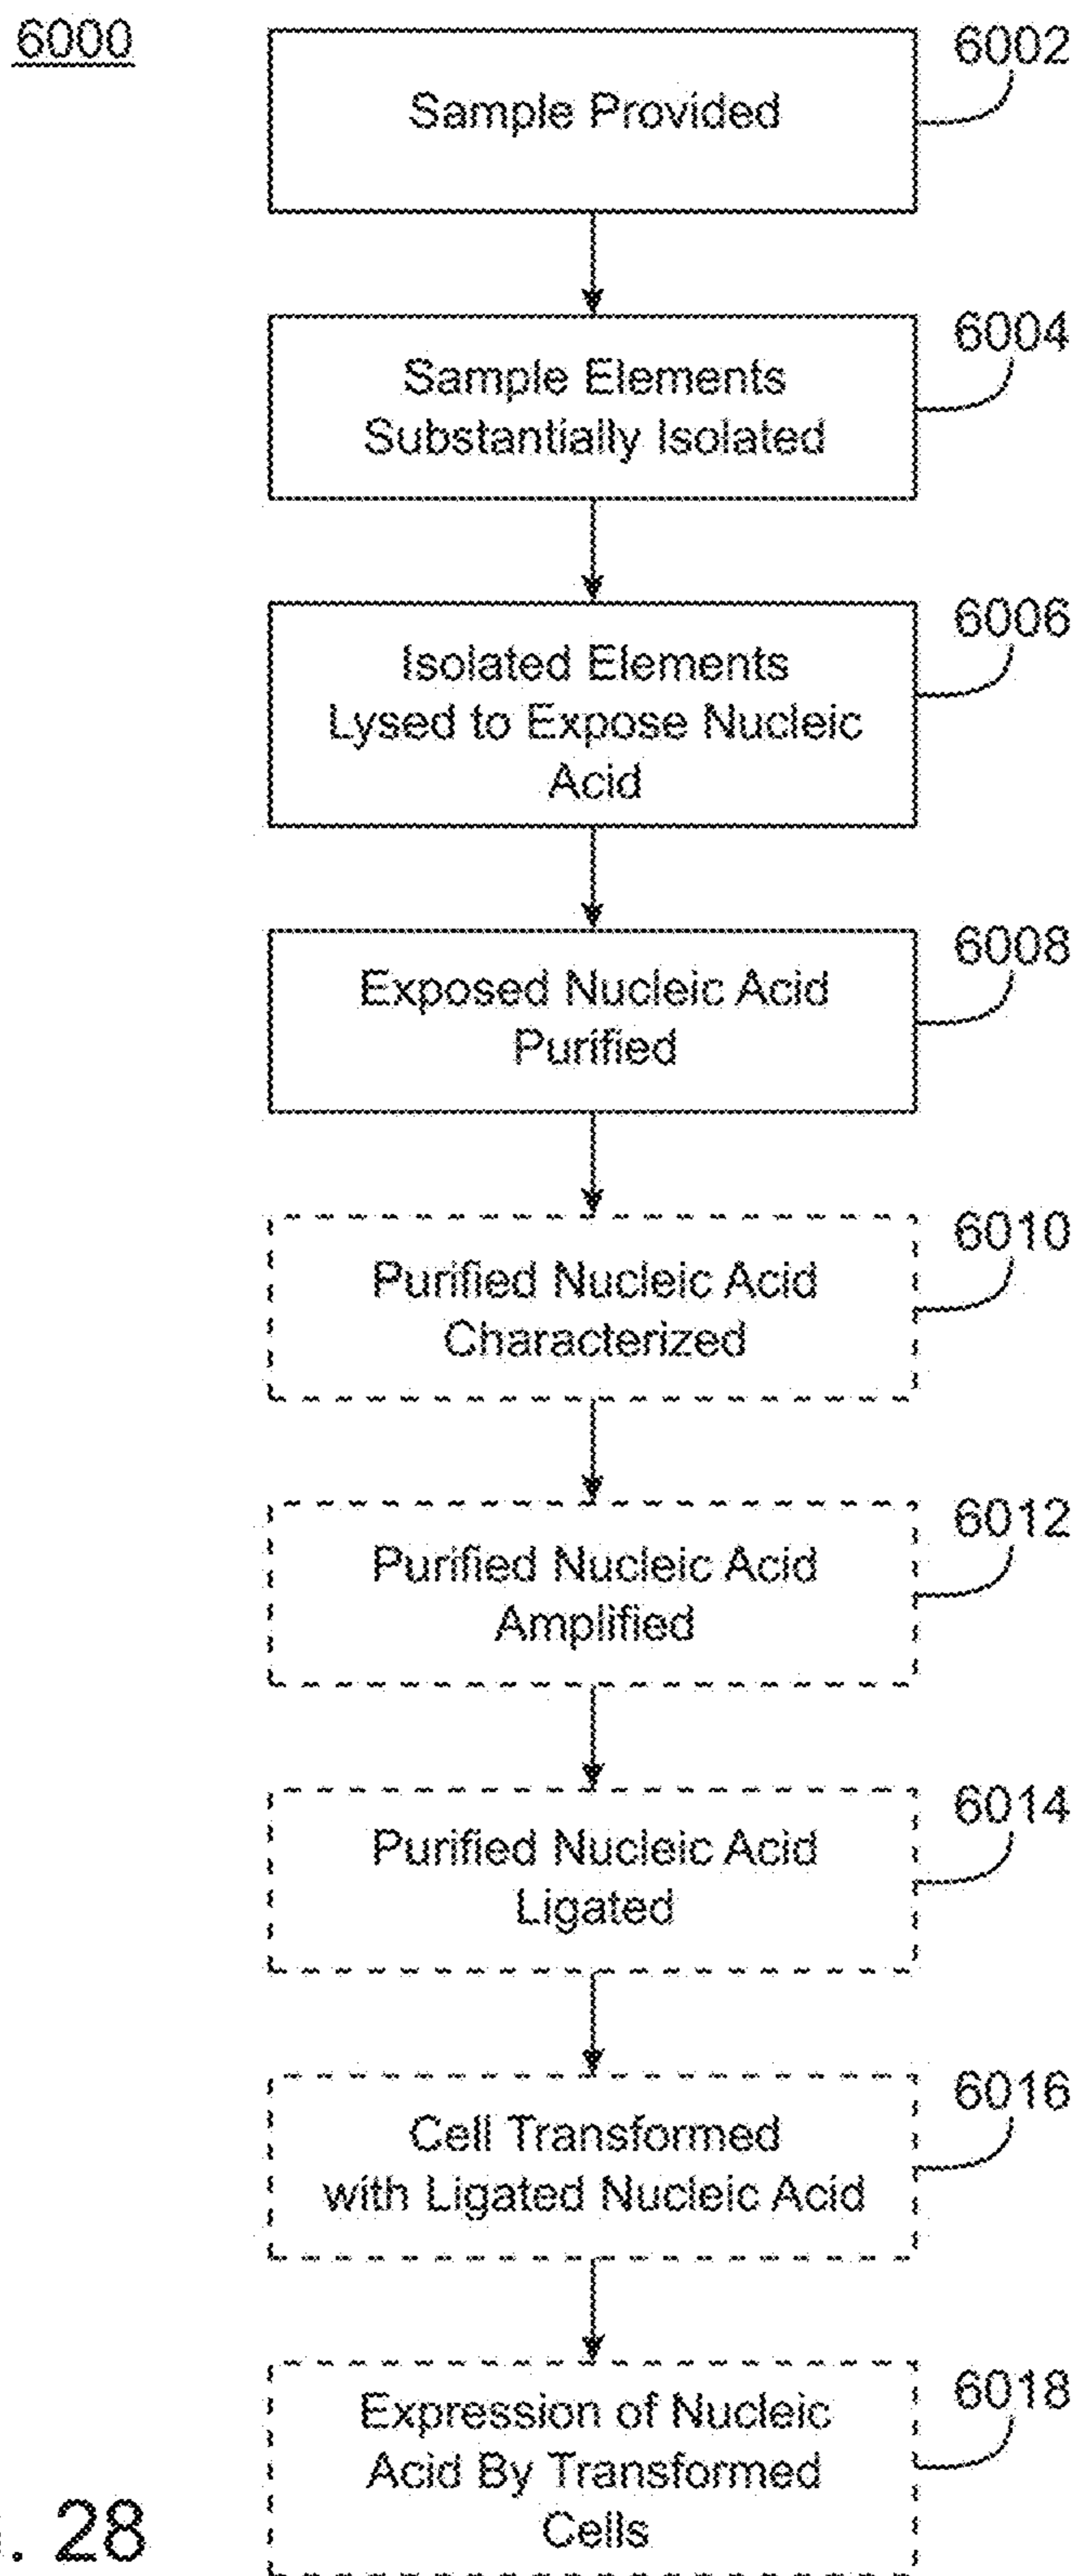 6000
6002
Sample Provided
6004
Sample Elements
Substantially Isolated
6006
Isolated Elements
Lysed to Expose Nucleic
Acid
6008
Exposed Nucleic Acid
Purified
6010
Purified Nucleic Acid
Characterized
6012
Purified Nucleic Acid
Amplified
6014
Purified Nucleic Acid
Ligated
6016
Cell Transformed
with Ligated Nucleic Acid
6018
Expression of Nucleic
Acid By Transformed
Cells
. 28